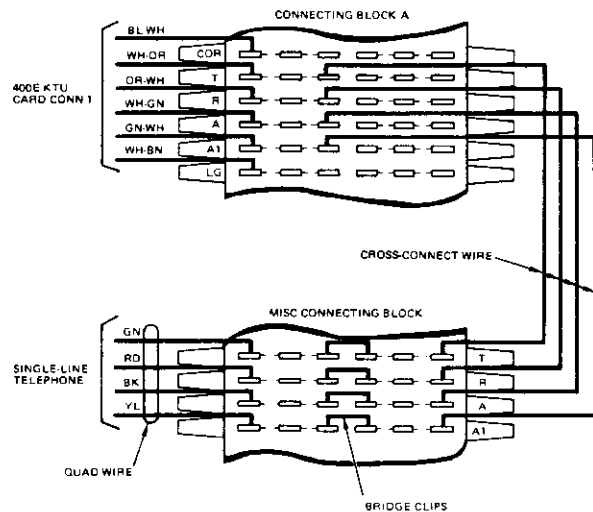 CONNECTING BLOCK A
BL-WH
WH-OR
OR-WH
WH-GN
GN-WH
WH-BN
400E KTU
CARD CONN 1
COR
T
R
A
A1
LG
CROSS-CONNECT WIRE
MISC CONNECTING BLOCK
GN
RD
BK
YL
SINGLE-LINE
TELEPHONE
T
R
A
A1
QUAD WIRE
BRIDGE CLIPS